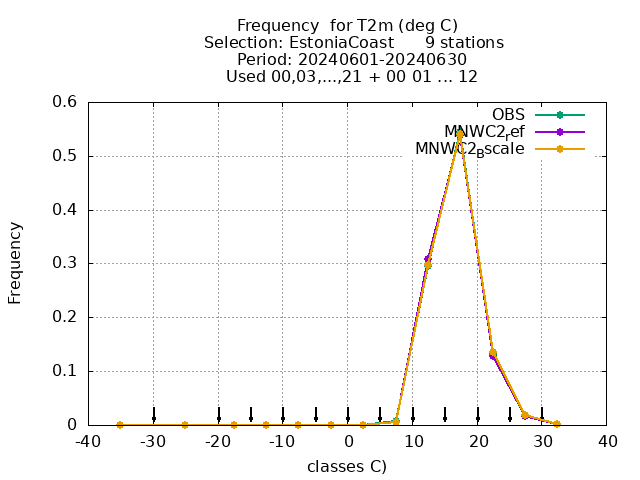 Frequency  for T2m (deg C)
Selection: EstoniaCoast      9 stations
Period: 20240601-20240630
Used 00,03,...,21 + 00 01 ... 12
OBS
MNWC2ref
MNWC2Bscale
0.6
0.5
0.4
0.3
0.2
0.1
0
Frequency
-40 -30 -20 -10 0 10 20 30 40
classes C)